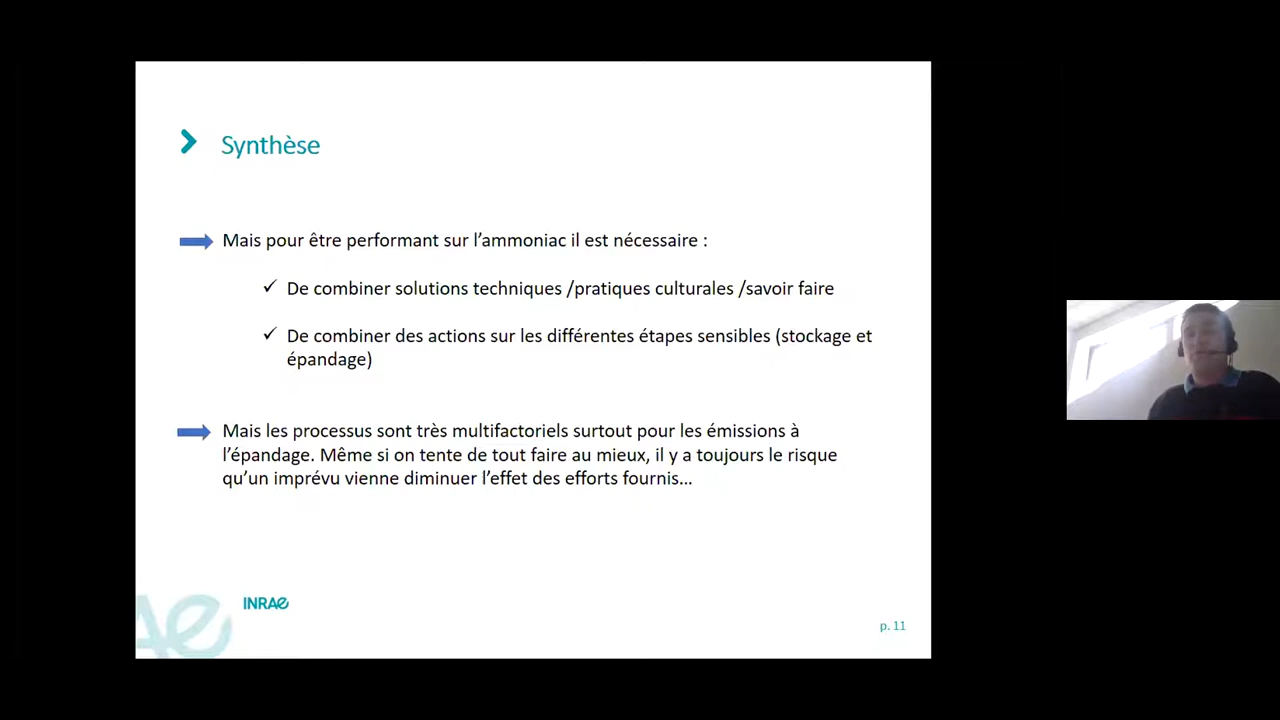 Synthèse
Mais pour être performant sur l'ammoniac il est nécessaire :
✓ De combiner solutions techniques /pratiques culturales /savoir faire
✓ De combiner des actions sur les différentes étapes sensibles (stockage et
épandage)
Mais les processus sont très multifactoriels surtout pour les émissions à
l'épandage. Même si on tente de tout faire au mieux, il y a toujours le risque
qu'un imprévu vienne diminuer l'effet des efforts fournis…
INRAE
p. 11